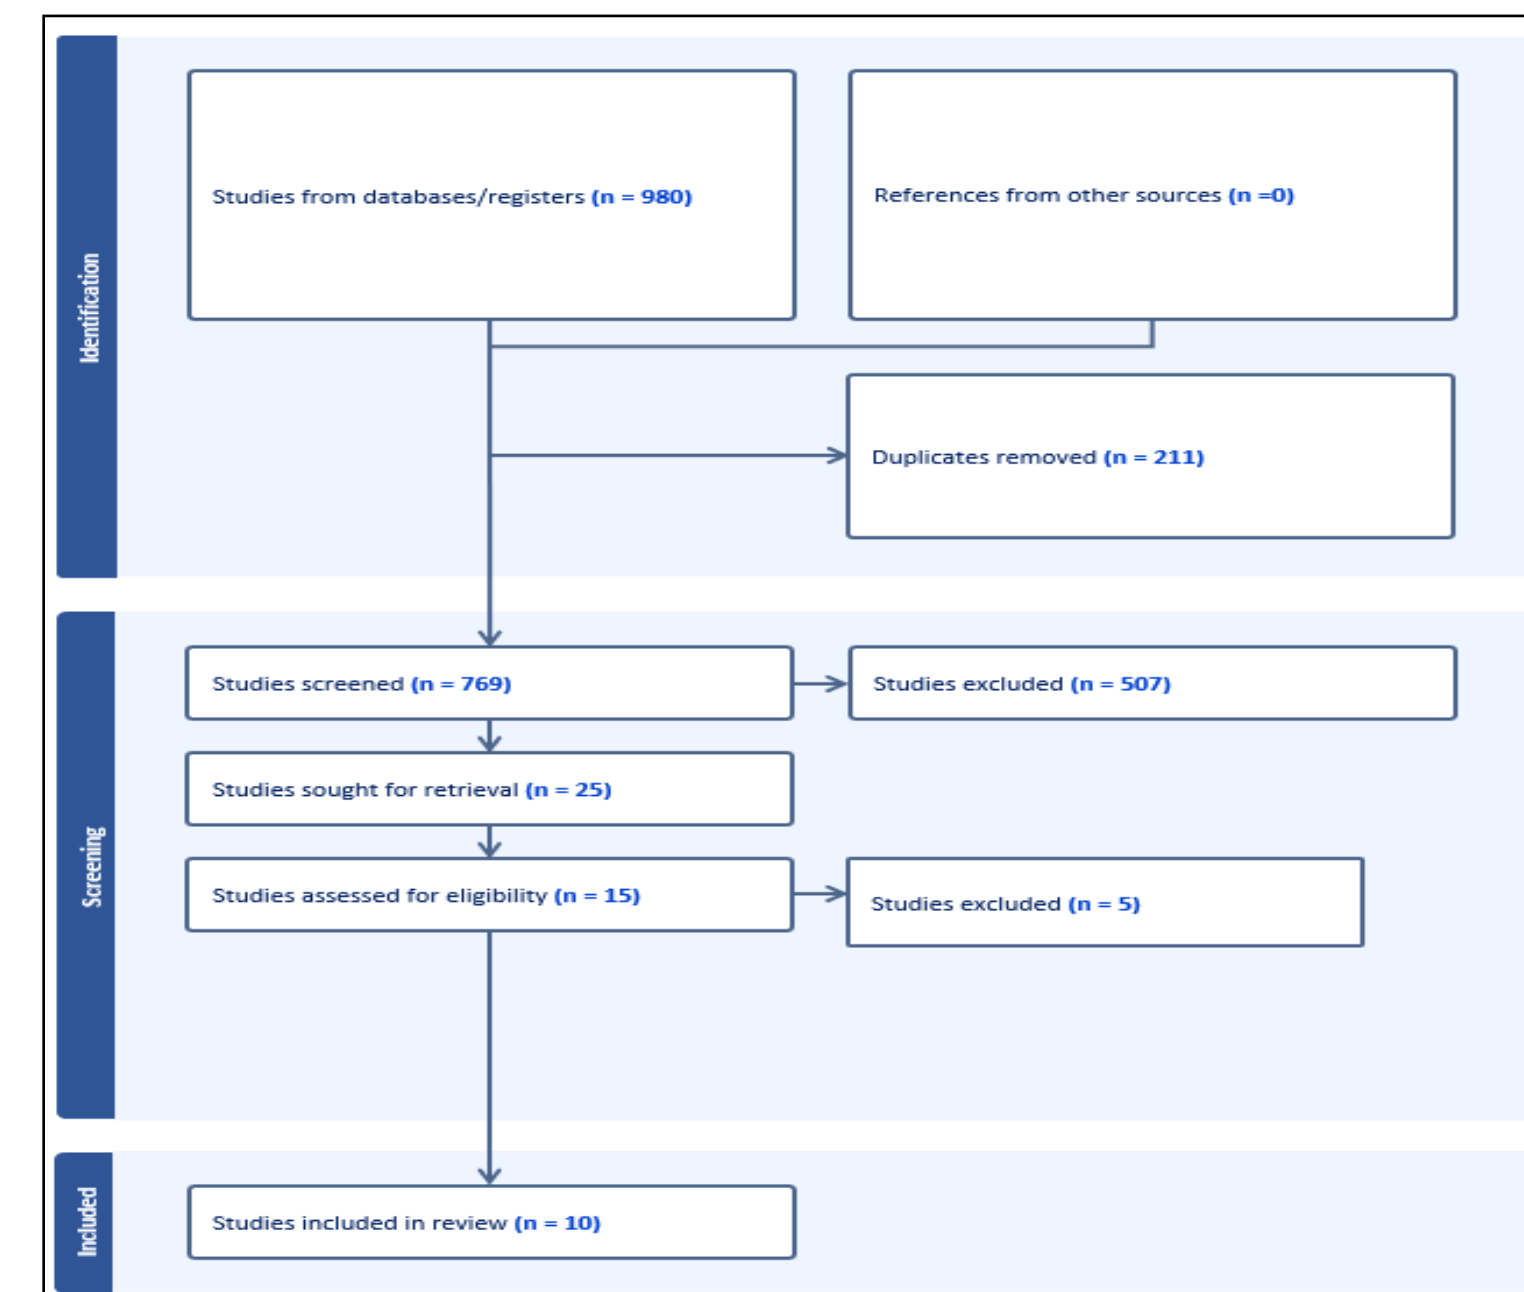 Identification
Studies from databases/registers (n = 980)
References from other sources (n =0)
Duplicates removed (n = 211)
Screening
Studies screened (n = 769)
Studies excluded (n = 507)
Studies sought for retrieval (n = 25)
Studies assessed for eligibility (n = 15)
Studies excluded (n = 5)
Included
Studies included in review (n = 10)